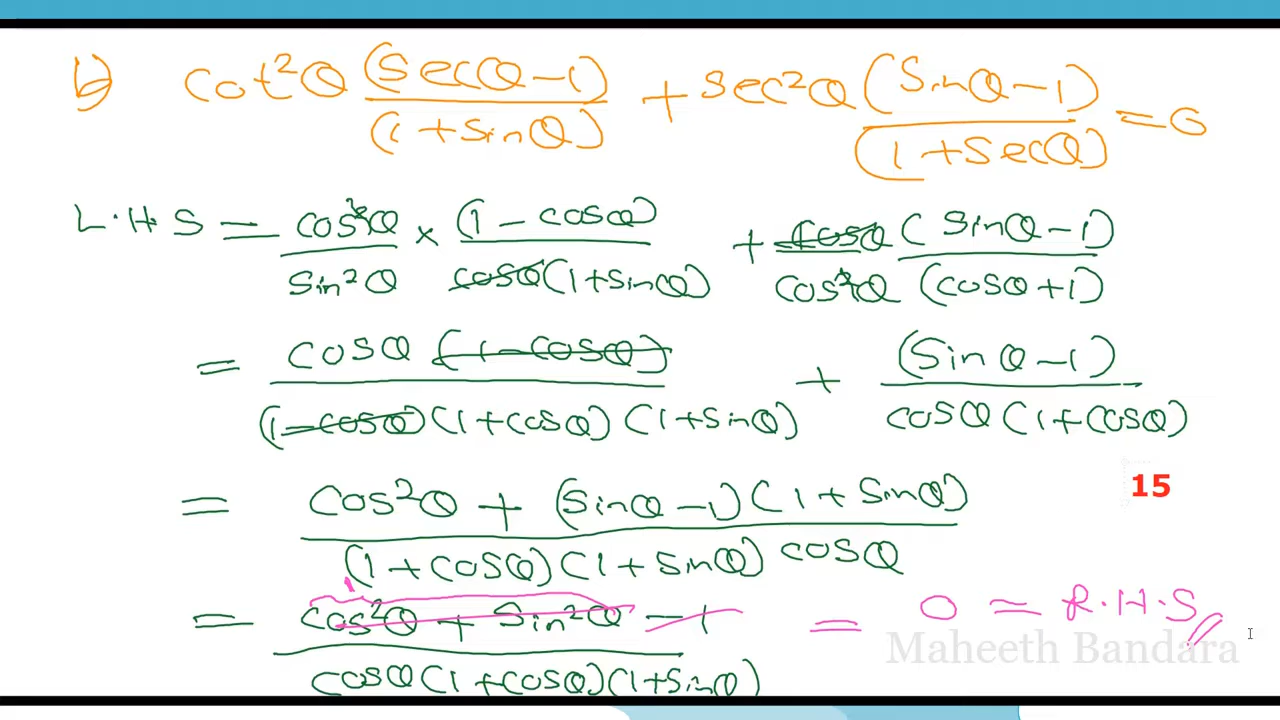 b) cot²θ (secθ-1)/(1+sinθ) + sec²θ (sinθ-1)/(1+secθ) = 0
L.H.S = cos²θ/sin²θ × (1-cosθ)/(cosθ(1+sinθ)) + cosθ/cos²θ (sinθ-1)/(cosθ+1)
= cosθ(1-cosθ)/((1-cosθ)(1+cosθ)(1+sinθ)) + (sinθ-1)/(cosθ(1+cosθ))
15
= (cos²θ + (sinθ-1)(1+sinθ))/((1+cosθ)(1+sinθ)cosθ)
1
= (cos²θ + sin²θ - 1)/(cosθ(1+cosθ)(1+sinθ)) = 0 = R.H.S//
Maheeth Bandara